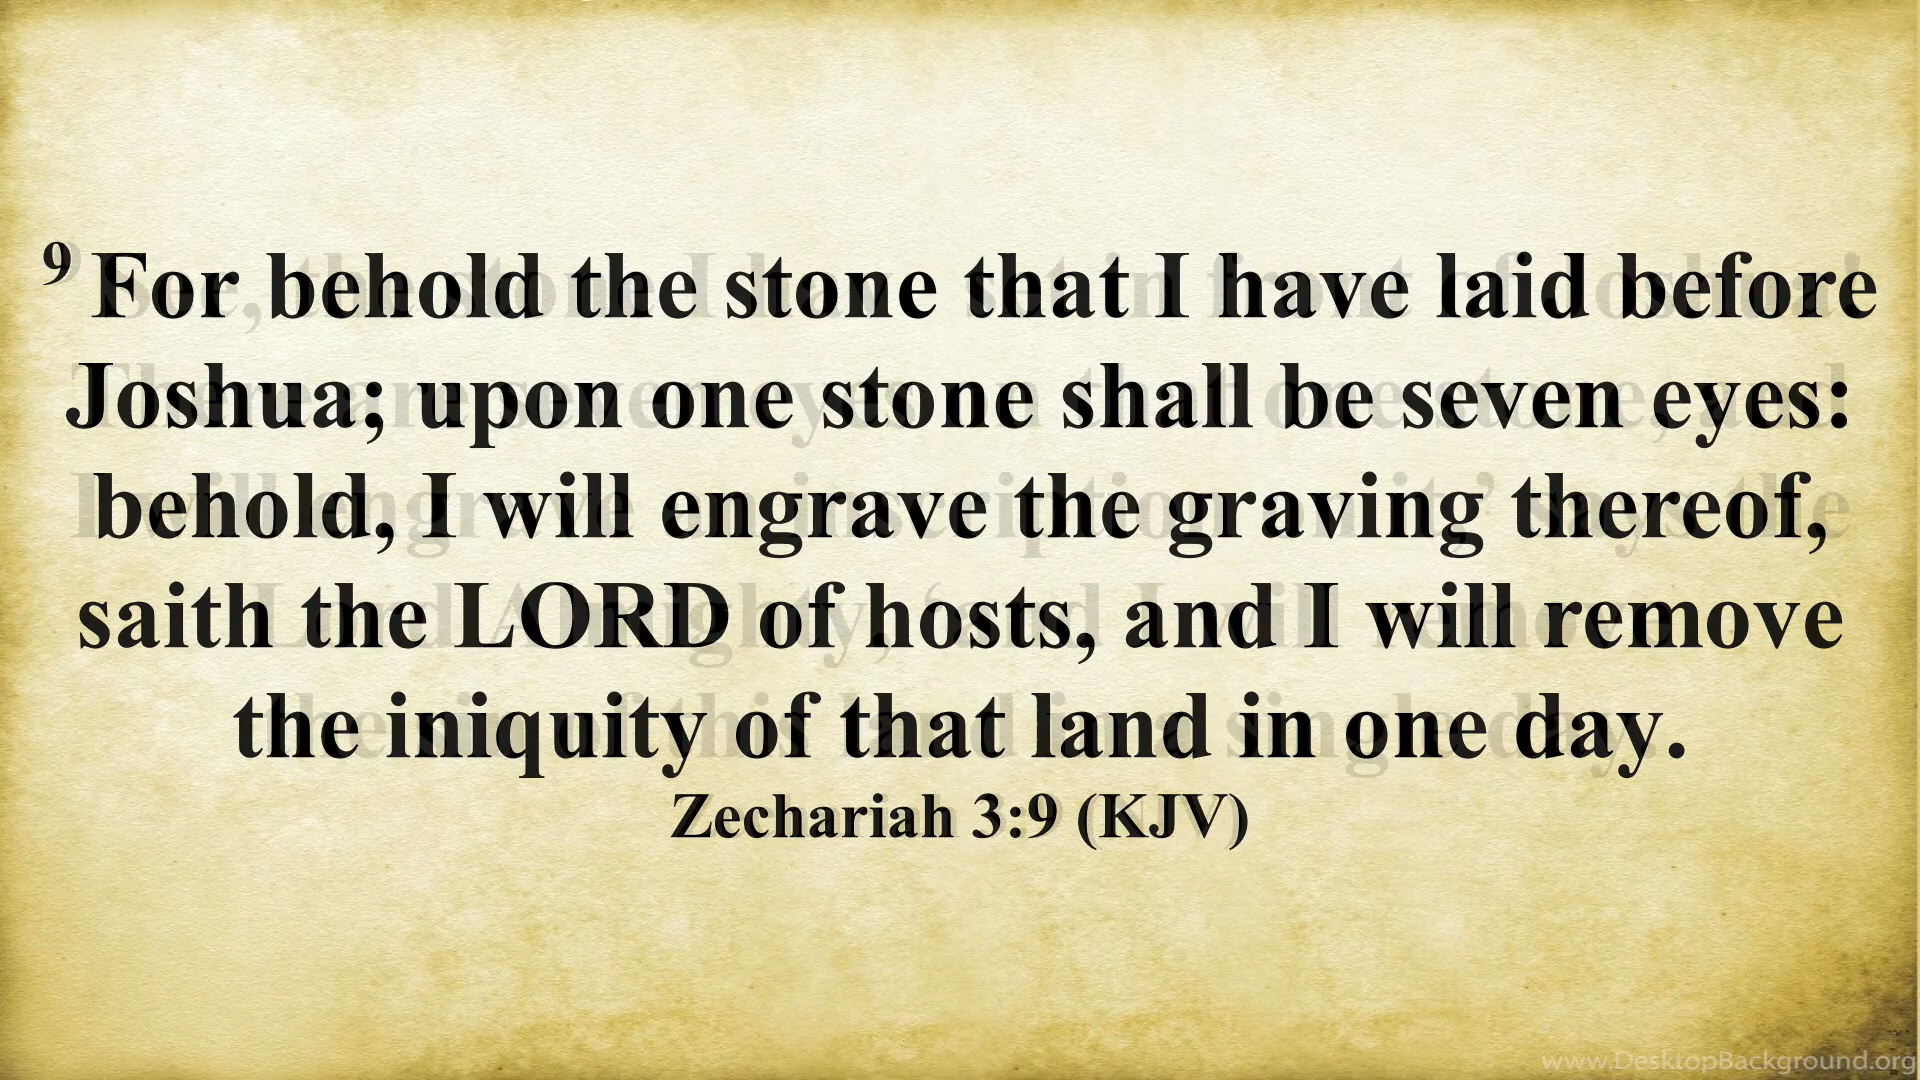 9 For behold the stone that I have laid before
Joshua; upon one stone shall be seven eyes:
behold, I will engrave the graving thereof,
saith the LORD of hosts, and I will remove
the iniquity of that land in one day.
Zechariah 3:9 (KJV)
www.DesktopBackground.org